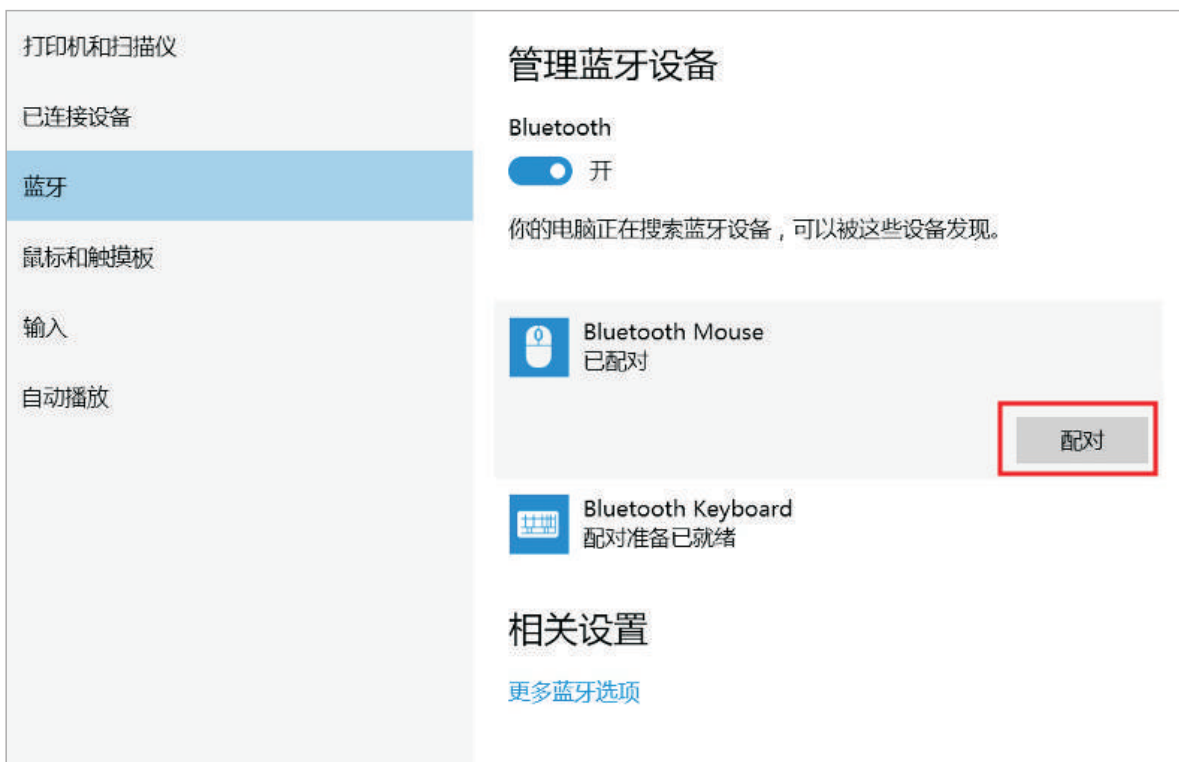 打印机和扫描仪
已连接设备
蓝牙
鼠标和触摸板
输入
自动播放
管理蓝牙设备
Bluetooth
开
你的电脑正在搜索蓝牙设备，可以被这些设备发现。
Bluetooth Mouse
已配对
配对
Bluetooth Keyboard
配对准备已就绪
相关设置
更多蓝牙选项